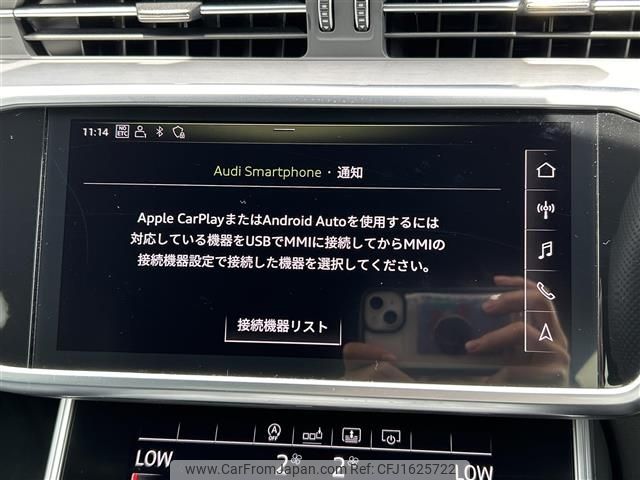 11:14
NO ETC
Audi Smartphone・通知
Apple CarPlayまたはAndroid Autoを使用するには
対応している機器をUSBでMMIに接続してからMMIの
接続機器設定で接続した機器を選択してください。
接続機器リスト
A OFF
LOW 2 2 LOW
www.CarFromJapan.com - CFJ1625722